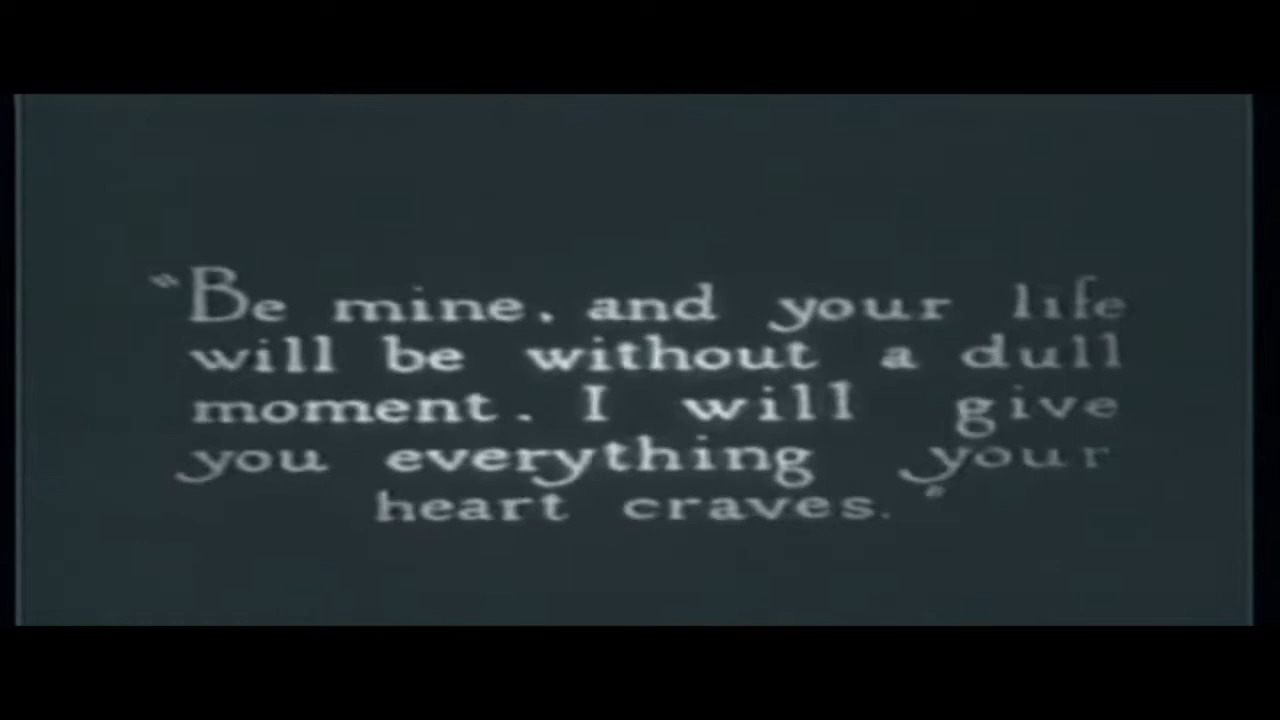 "Be mine, and your life
will be without a dull
moment. I will give
you everything your
heart craves."